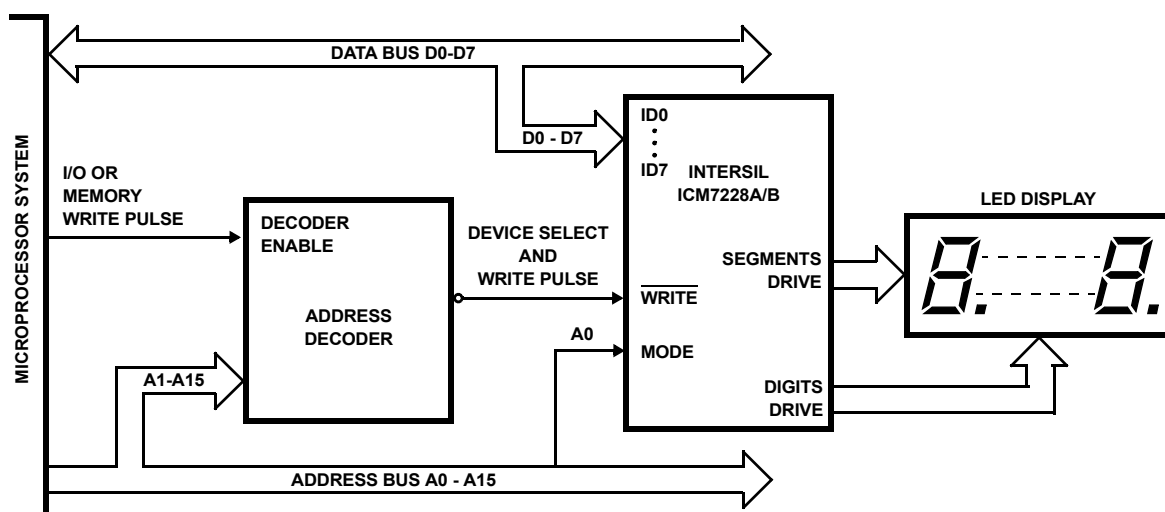 DATA BUS D0-D7
MICROPROCESSOR SYSTEM
D0 - D7
ID0
ID7
INTERSIL
ICM7228A/B
I/O OR
MEMORY
WRITE PULSE
DECODER
ENABLE
DEVICE SELECT
AND
WRITE PULSE
LED DISPLAY
SEGMENTS
DRIVE
8. 8.
WRITE
ADDRESS
DECODER
A0
MODE
A1-A15
DIGITS
DRIVE
ADDRESS BUS A0 - A15